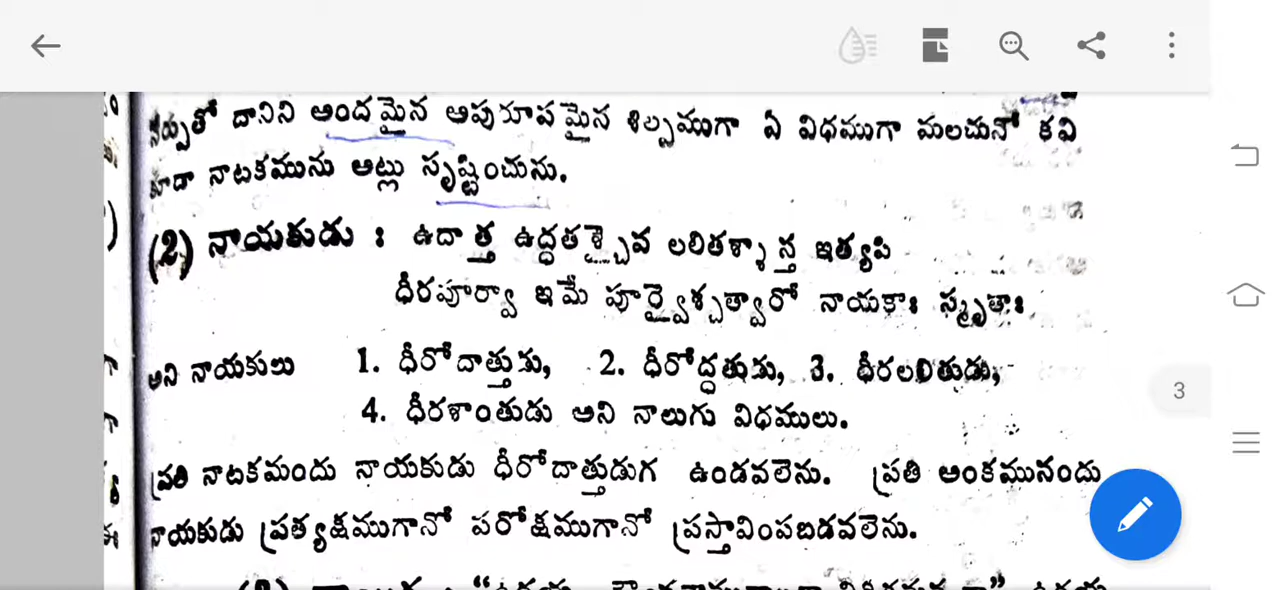 నేర్పుతో దానిని అందమైన ఆపురూపమైన శిల్పముగా ఏ విధముగా మలచునో కవి
కూడా నాటకమును అట్లు సృష్టించును.
(2) నాయకుడు : ఉదాత్త ఉద్ధతశ్చైవ లలితశ్శాన్త ఇత్యపి
ధీరపూర్వా ఇమే పూర్వైశ్చత్వారో నాయకాః స్మృతాః
అని నాయకులు 1. ధీరోదాత్తుడు, 2. ధీరోద్ధతుడు, 3. ధీరలలితుడు,
4. ధీరశాంతుడు అని నాలుగు విధములు.
3
ప్రతి నాటకమందు నాయకుడు ధీరోదాత్తుడుగ ఉండవలెను. ప్రతి అంకమునందు
నాయకుడు ప్రత్యక్షముగానో పరోక్షముగానో ప్రస్తావింపబడవలెను.